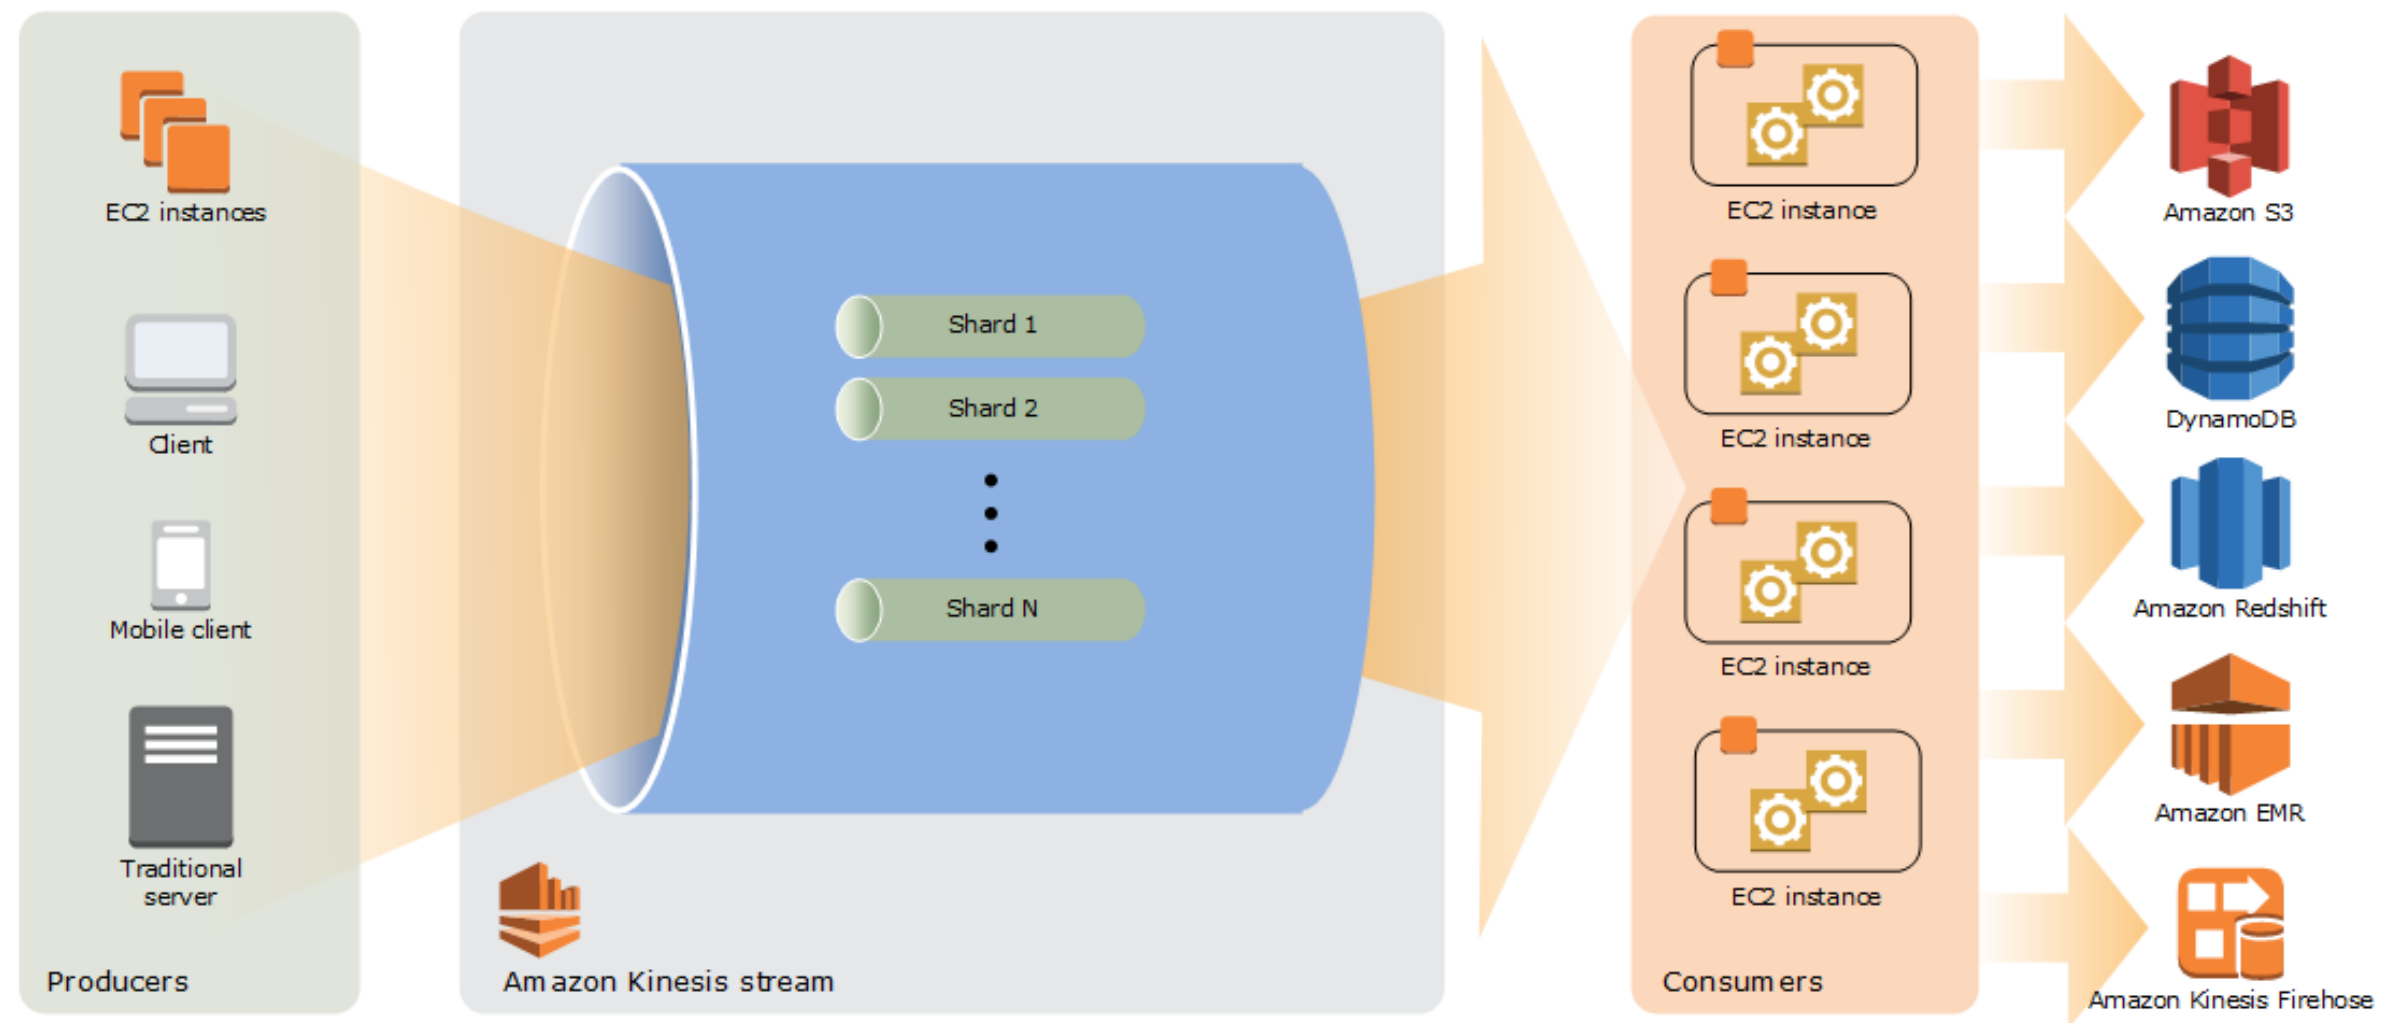 EC2 instances
Client
Mobile client
Traditional
server
Producers
Shard 1
Shard 2
Shard N
Amazon Kinesis stream
EC2 instance
EC2 instance
EC2 instance
EC2 instance
Consumers
Amazon S3
DynamoDB
Amazon Redshift
Amazon EMR
Amazon Kinesis Firehose